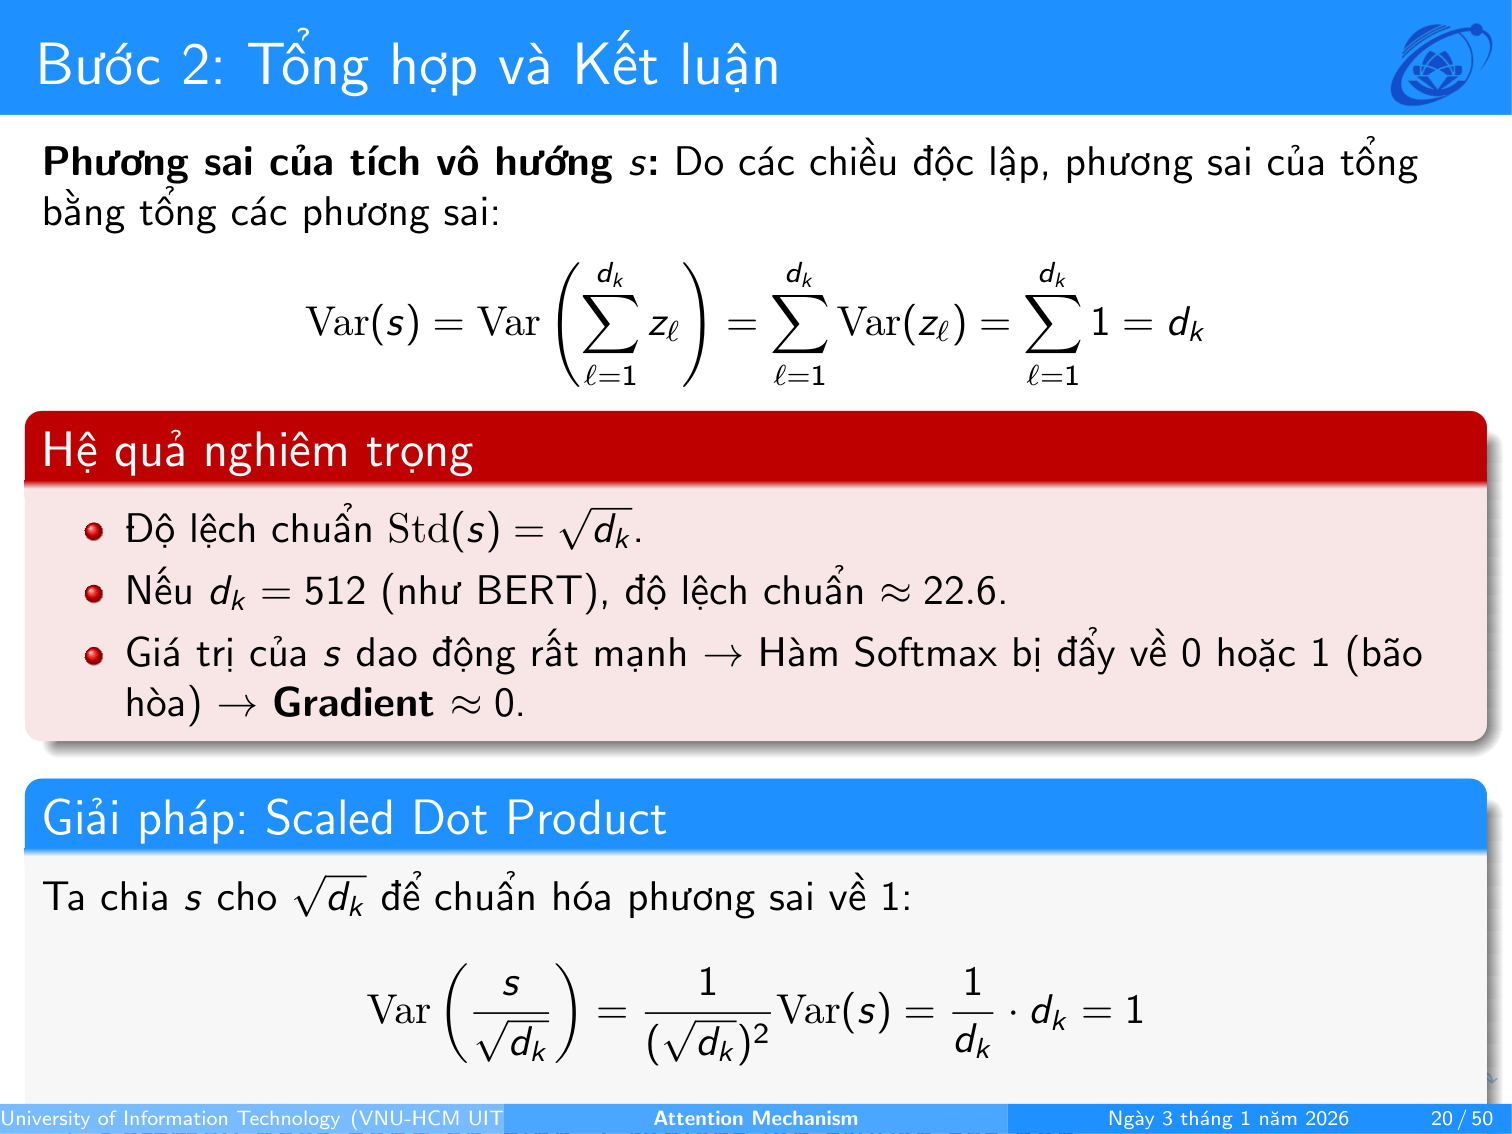 Bước 2: Tổng hợp và Kết luận
Phương sai của tích vô hướng s: Do các chiều độc lập, phương sai của tổng
bằng tổng các phương sai:
Var(s) = Var(∑_{ℓ=1}^{d_k} z_ℓ) = ∑_{ℓ=1}^{d_k} Var(z_ℓ) = ∑_{ℓ=1}^{d_k} 1 = d_k
Hệ quả nghiêm trọng
Độ lệch chuẩn Std(s) = √d_k.
Nếu d_k = 512 (như BERT), độ lệch chuẩn ≈ 22.6.
Giá trị của s dao động rất mạnh → Hàm Softmax bị đẩy về 0 hoặc 1 (bão
hòa) → Gradient ≈ 0.
Giải pháp: Scaled Dot Product
Ta chia s cho √d_k để chuẩn hóa phương sai về 1:
Var(s/√d_k) = 1/(√d_k)² Var(s) = 1/d_k · d_k = 1
University of Information Technology (VNU-HCM UIT Attention Mechanism Ngày 3 tháng 1 năm 2026 20 / 50